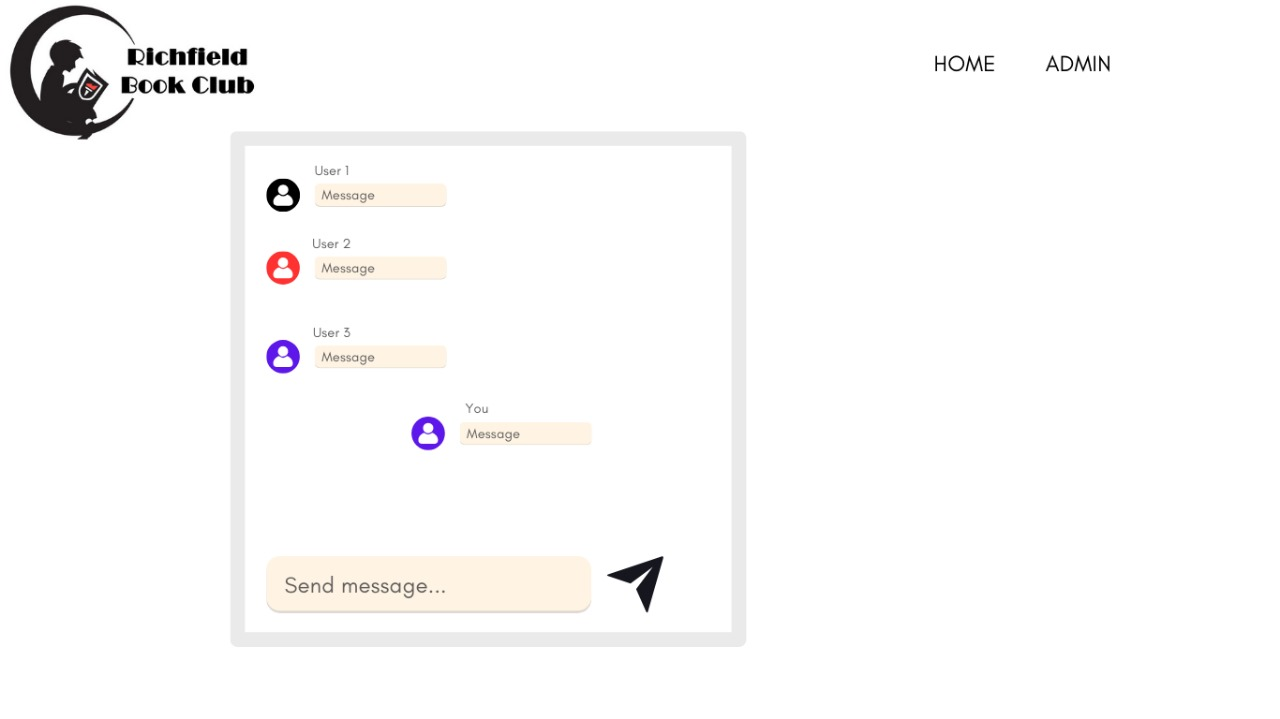 Richfield
Book Club
HOME ADMIN
User 1
Message
User 2
Message
User 3
Message
You
Message
Send message...